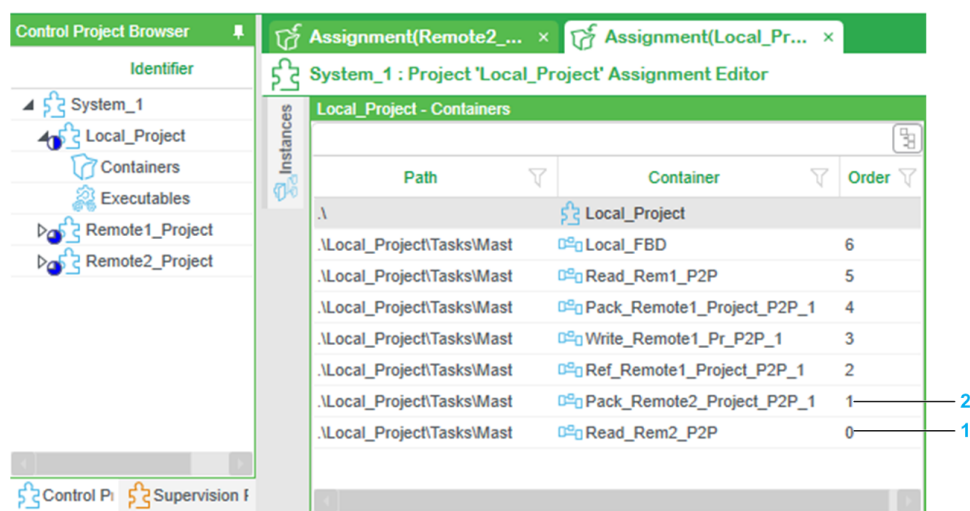 Control Project Browser
Identifier
System_1
Local_Project
Containers
Executables
Remote1_Project
Remote2_Project
Control Pr
Supervision F
Assignment(Remote2_... ×
Assignment(Local_Pr... ×
System_1 : Project 'Local_Project' Assignment Editor
Instances
Local_Project - Containers
Path Container Order
.\ Local_Project
.\Local_Project\Tasks\Mast Local_FBD 6
.\Local_Project\Tasks\Mast Read_Rem1_P2P 5
.\Local_Project\Tasks\Mast Pack_Remote1_Project_P2P_1 4
.\Local_Project\Tasks\Mast Write_Remote1_Pr_P2P_1 3
.\Local_Project\Tasks\Mast Ref_Remote1_Project_P2P_1 2
.\Local_Project\Tasks\Mast Pack_Remote2_Project_P2P_1 1 2
.\Local_Project\Tasks\Mast Read_Rem2_P2P 0 1